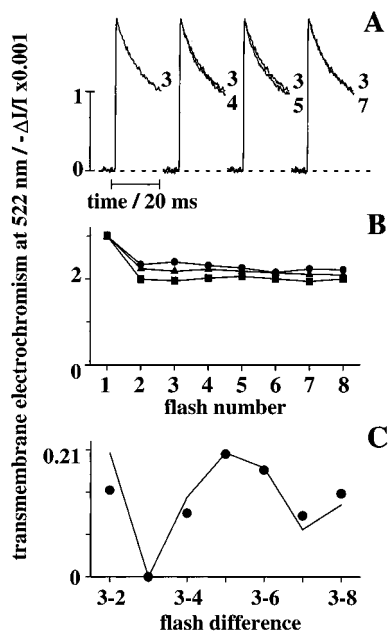 transmembrane electrochromism at 522 nm / -ΔI/I x0.001
A
1
0
3
3
4
3
5
3
7
time / 20 ms
B
2
0
1 2 3 4 5 6 7 8
flash number
C
0.21
0
3-2 3-4 3-6 3-8
flash difference